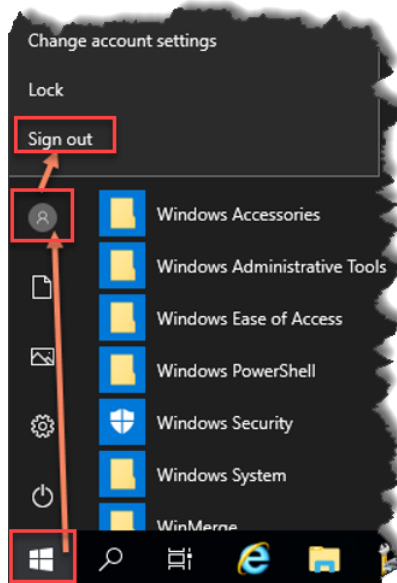 Change account settings
Lock
Sign out
Windows Accessories
Windows Administrative Tools
Windows Ease of Access
Windows PowerShell
Windows Security
Windows System
WinMerge